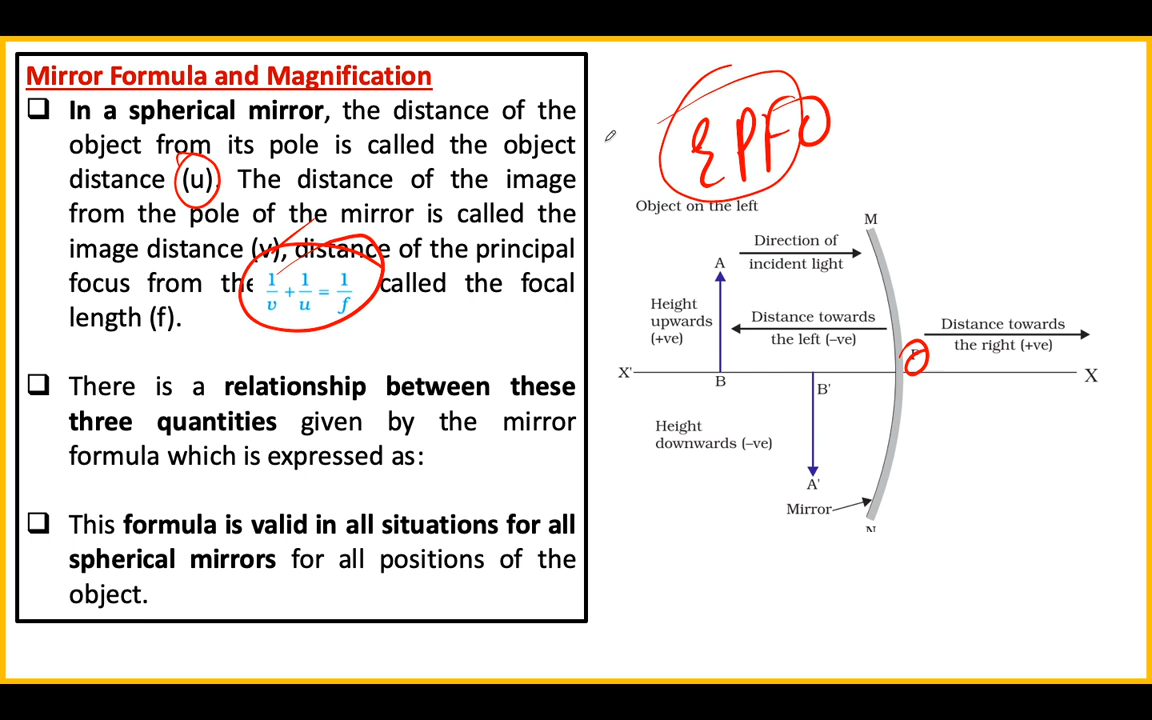 Mirror Formula and Magnification
❑ In a spherical mirror, the distance of the
object from its pole is called the object
distance (u). The distance of the image
from the pole of the mirror is called the
image distance (v), distance of the principal
focus from the called the focal
length (f).
1/v + 1/u = 1/f
❑ There is a relationship between these
three quantities given by the mirror
formula which is expressed as:
❑ This formula is valid in all situations for all
spherical mirrors for all positions of the
object.
EPFO
Object on the left
M
Direction of
incident light
A
Height
upwards
(+ve)
Distance towards
the left (–ve)
Distance towards
the right (+ve)
X'
B
B'
X
Height
downwards (–ve)
A'
Mirror
N